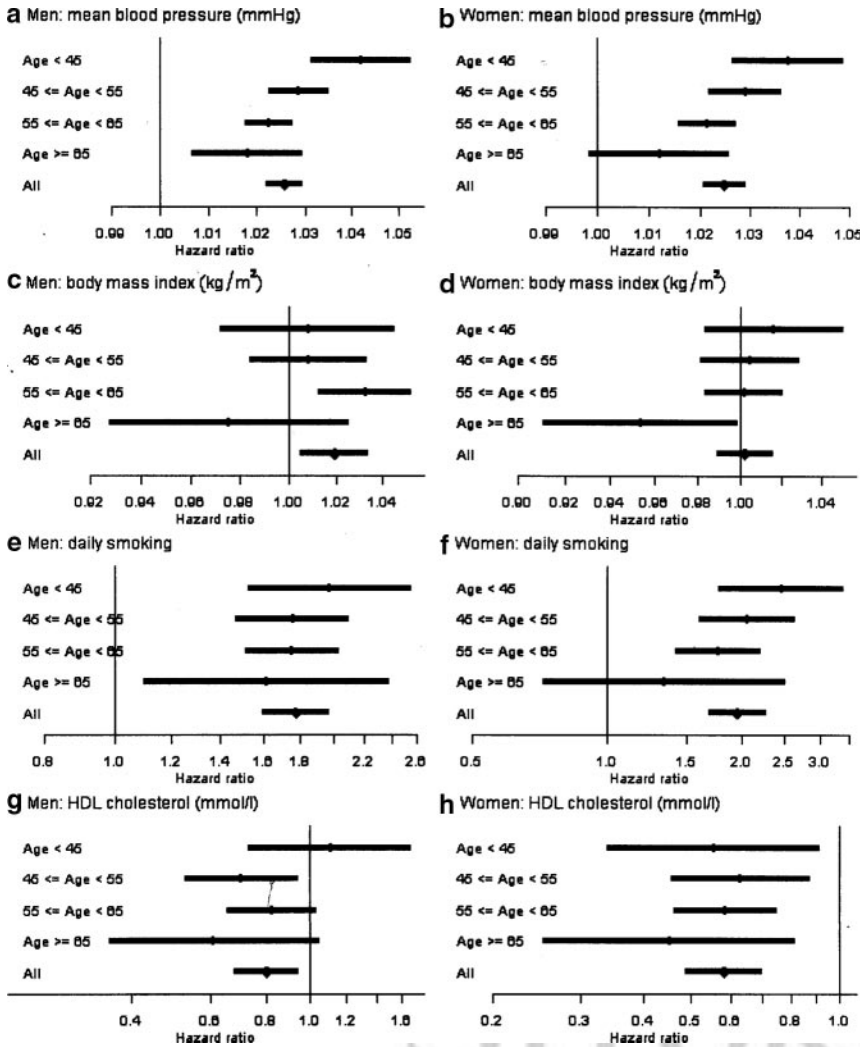 a Men: mean blood pressure (mmHg)
Age < 45
45 <= Age < 55
55 <= Age < 65
Age >= 65
All
0.99 1.00 1.01 1.02 1.03 1.04 1.05
Hazard ratio
b Women: mean blood pressure (mmHg)
Age < 45
45 <= Age < 55
55 <= Age < 65
Age >= 65
All
0.99 1.00 1.01 1.02 1.03 1.04 1.05
Hazard ratio
c Men: body mass index (kg/m²)
Age < 45
45 <= Age < 55
55 <= Age < 65
Age >= 65
All
0.92 0.94 0.96 0.98 1.00 1.02 1.04
Hazard ratio
d Women: body mass index (kg/m²)
Age < 45
45 <= Age < 55
55 <= Age < 65
Age >= 65
All
0.90 0.92 0.94 0.96 0.98 1.00 1.04
Hazard ratio
e Men: daily smoking
Age < 45
45 <= Age < 55
55 <= Age < 65
Age >= 65
All
0.8 1.0 1.2 1.4 1.6 1.8 2.2 2.6
Hazard ratio
f Women: daily smoking
Age < 45
45 <= Age < 55
55 <= Age < 65
Age >= 65
All
0.5 1.0 1.5 2.0 2.5 3.0
Hazard ratio
g Men: HDL cholesterol (mmol/l)
Age < 45
45 <= Age < 55
55 <= Age < 65
Age >= 65
All
0.4 0.6 0.8 1.0 1.2 1.6
Hazard ratio
h Women: HDL cholesterol (mmol/l)
Age < 45
45 <= Age < 55
55 <= Age < 65
Age >= 65
All
0.2 0.3 0.4 0.5 0.6 0.8 1.0
Hazard ratio